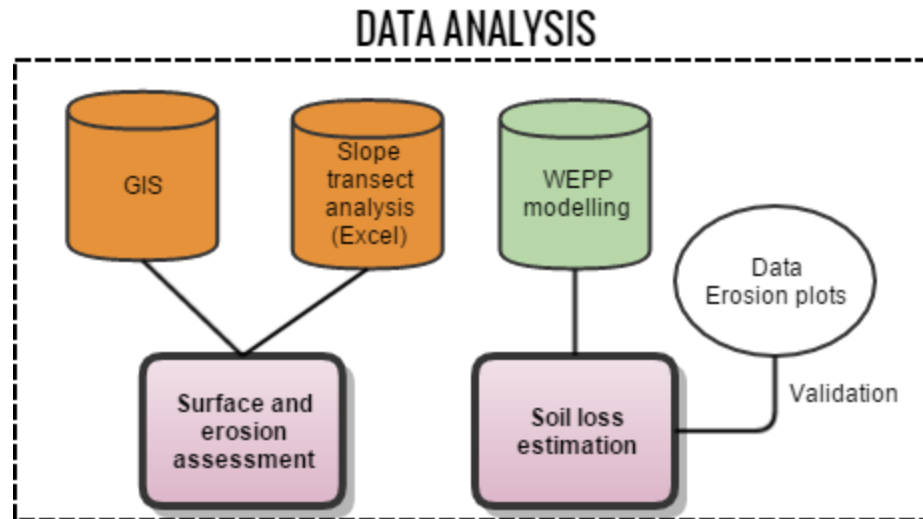 DATA ANALYSIS
GIS
Slope
transect
analysis
(Excel)
WEPP
modelling
Data
Erosion plots
Validation
Surface and
erosion
assessment
Soil loss
estimation